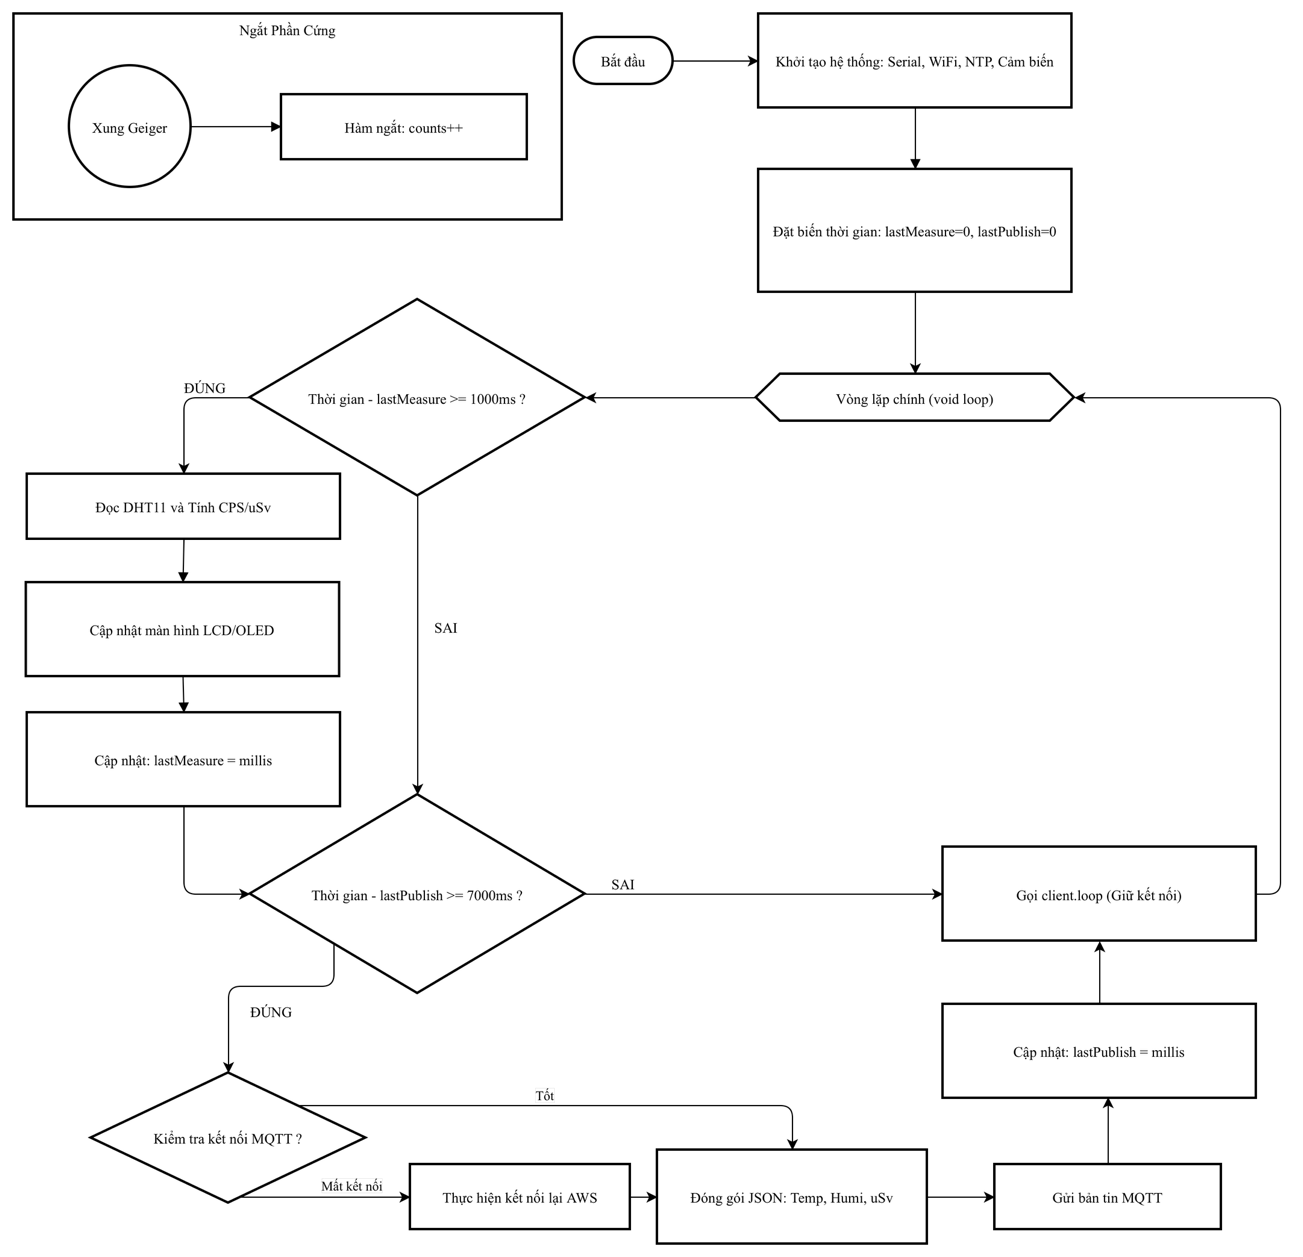 Ngắt Phần Cứng
Xung Geiger
Hàm ngắt: counts++
Bắt đầu
Khởi tạo hệ thống: Serial, WiFi, NTP, Cảm biến
Đặt biến thời gian: lastMeasure=0, lastPublish=0
Vòng lặp chính (void loop)
Thời gian - lastMeasure >= 1000ms ?
ĐÚNG
Đọc DHT11 và Tính CPS/uSv
Cập nhật màn hình LCD/OLED
SAI
Cập nhật: lastMeasure = millis
Thời gian - lastPublish >= 7000ms ?
SAI
Gọi client.loop (Giữ kết nối)
ĐÚNG
Cập nhật: lastPublish = millis
Tốt
Kiểm tra kết nối MQTT ?
Mất kết nối
Thực hiện kết nối lại AWS
Đóng gói JSON: Temp, Humi, uSv
Gửi bản tin MQTT